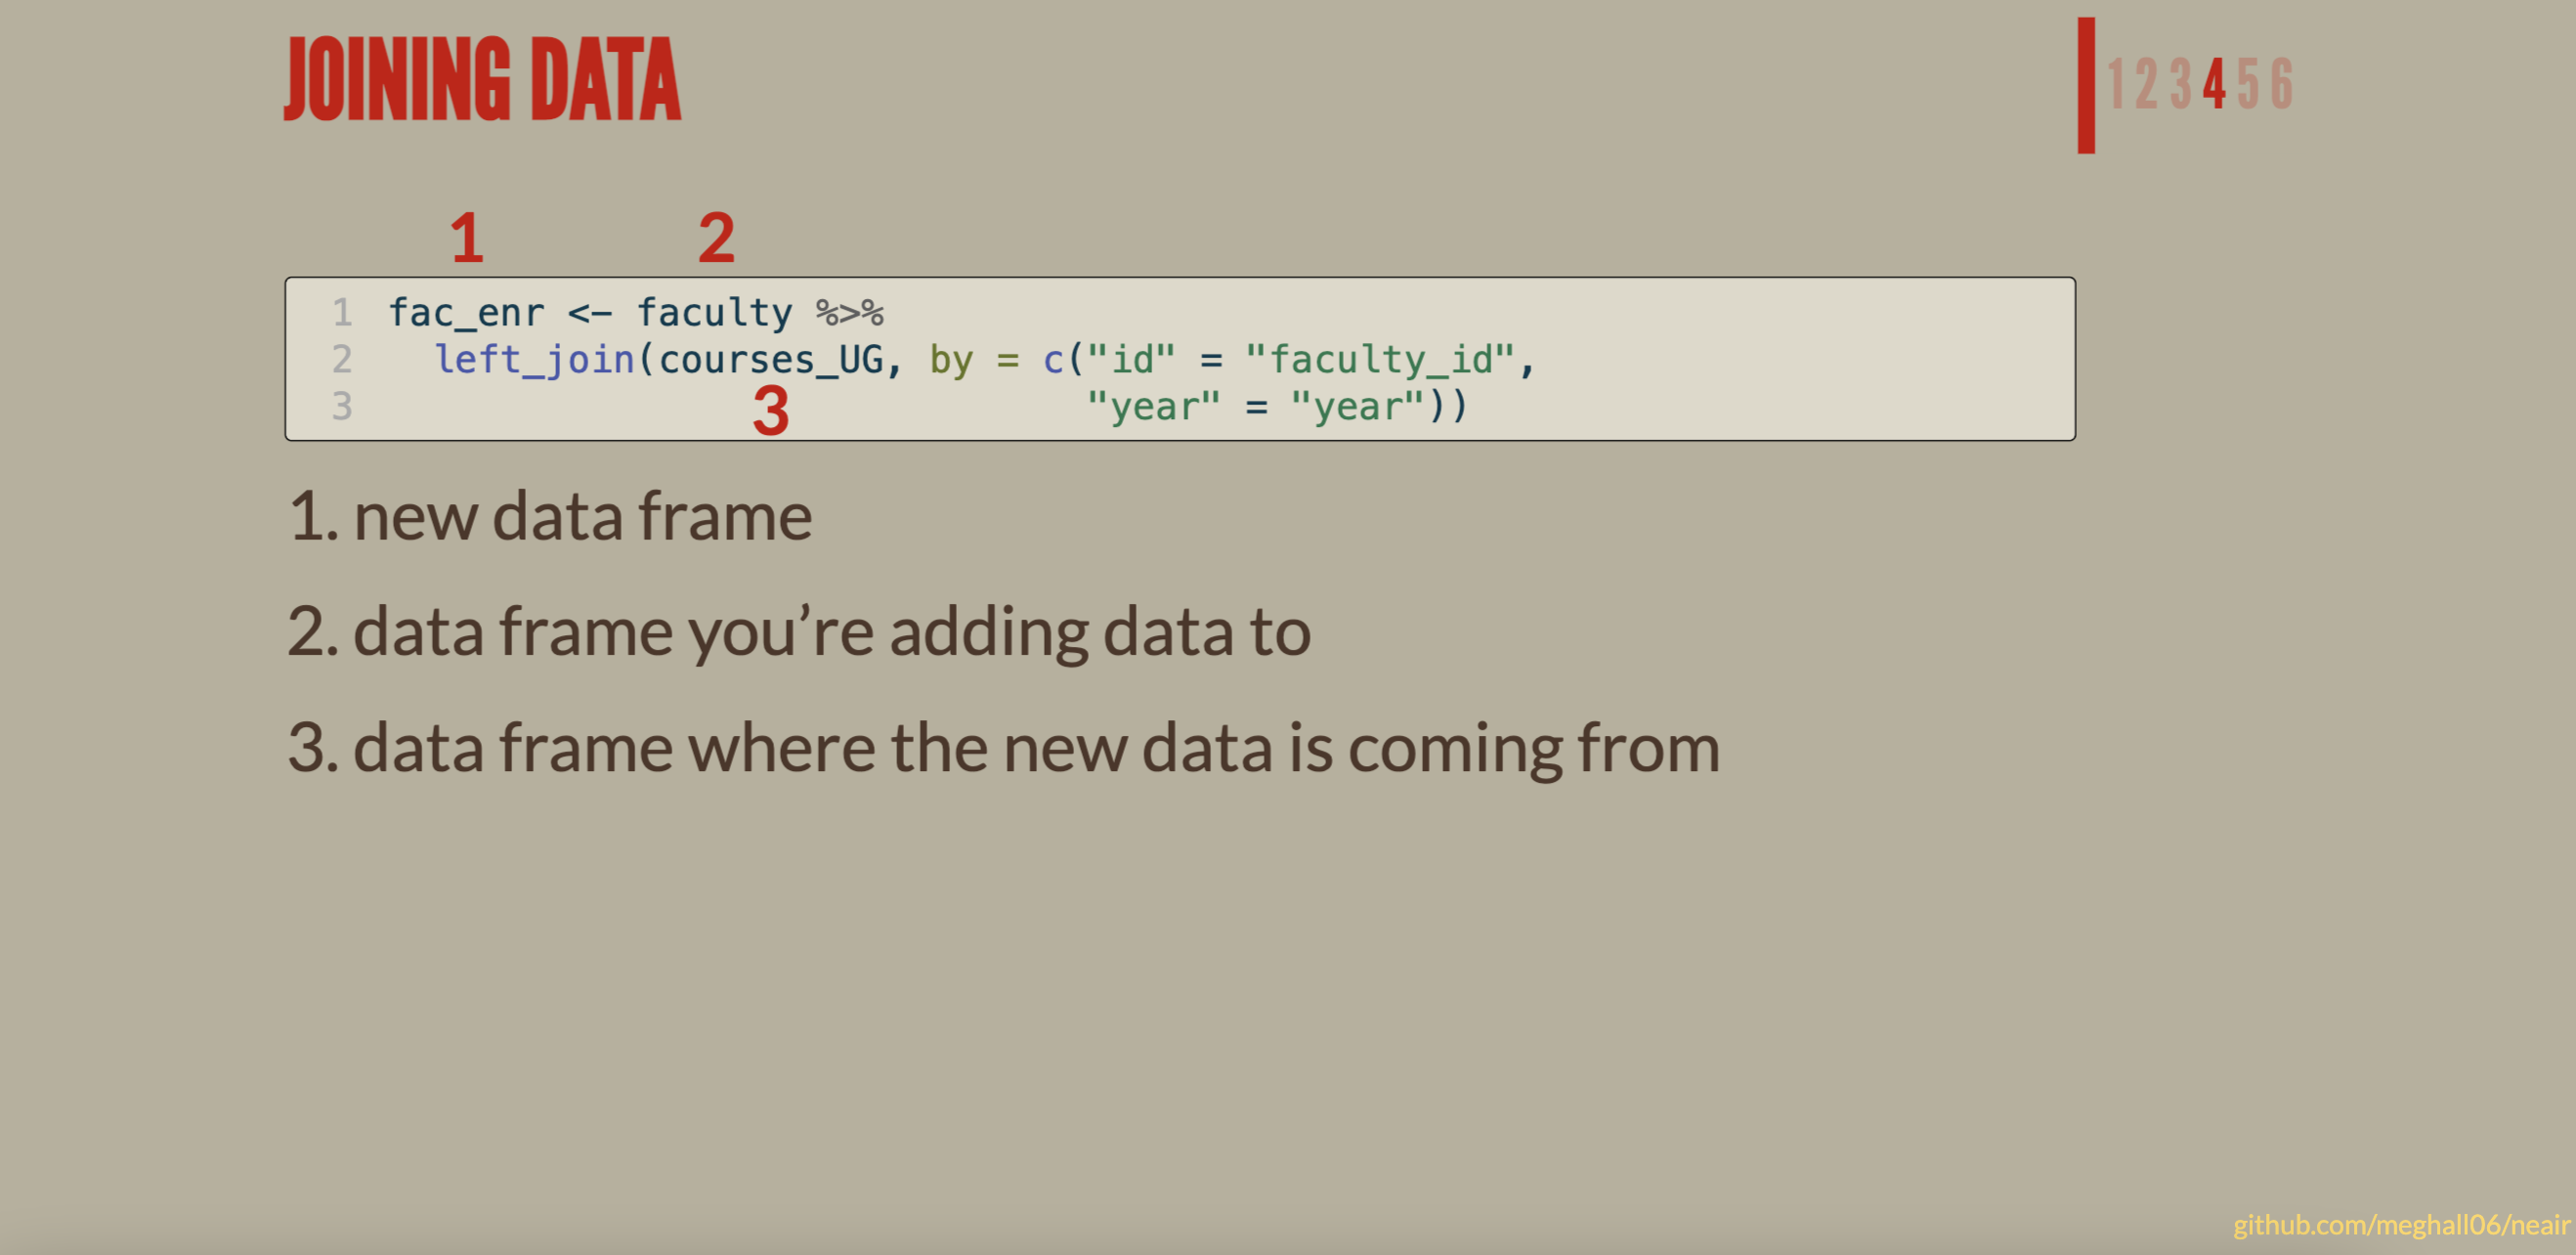 JOINING DATA
1 2 3 4 5 6
1 2
1 fac_enr <- faculty %>%
2 left_join(courses_UG, by = c("id" = "faculty_id",
3 "year" = "year"))
3
1. new data frame
2. data frame you’re adding data to
3. data frame where the new data is coming from
github.com/meghall06/neair